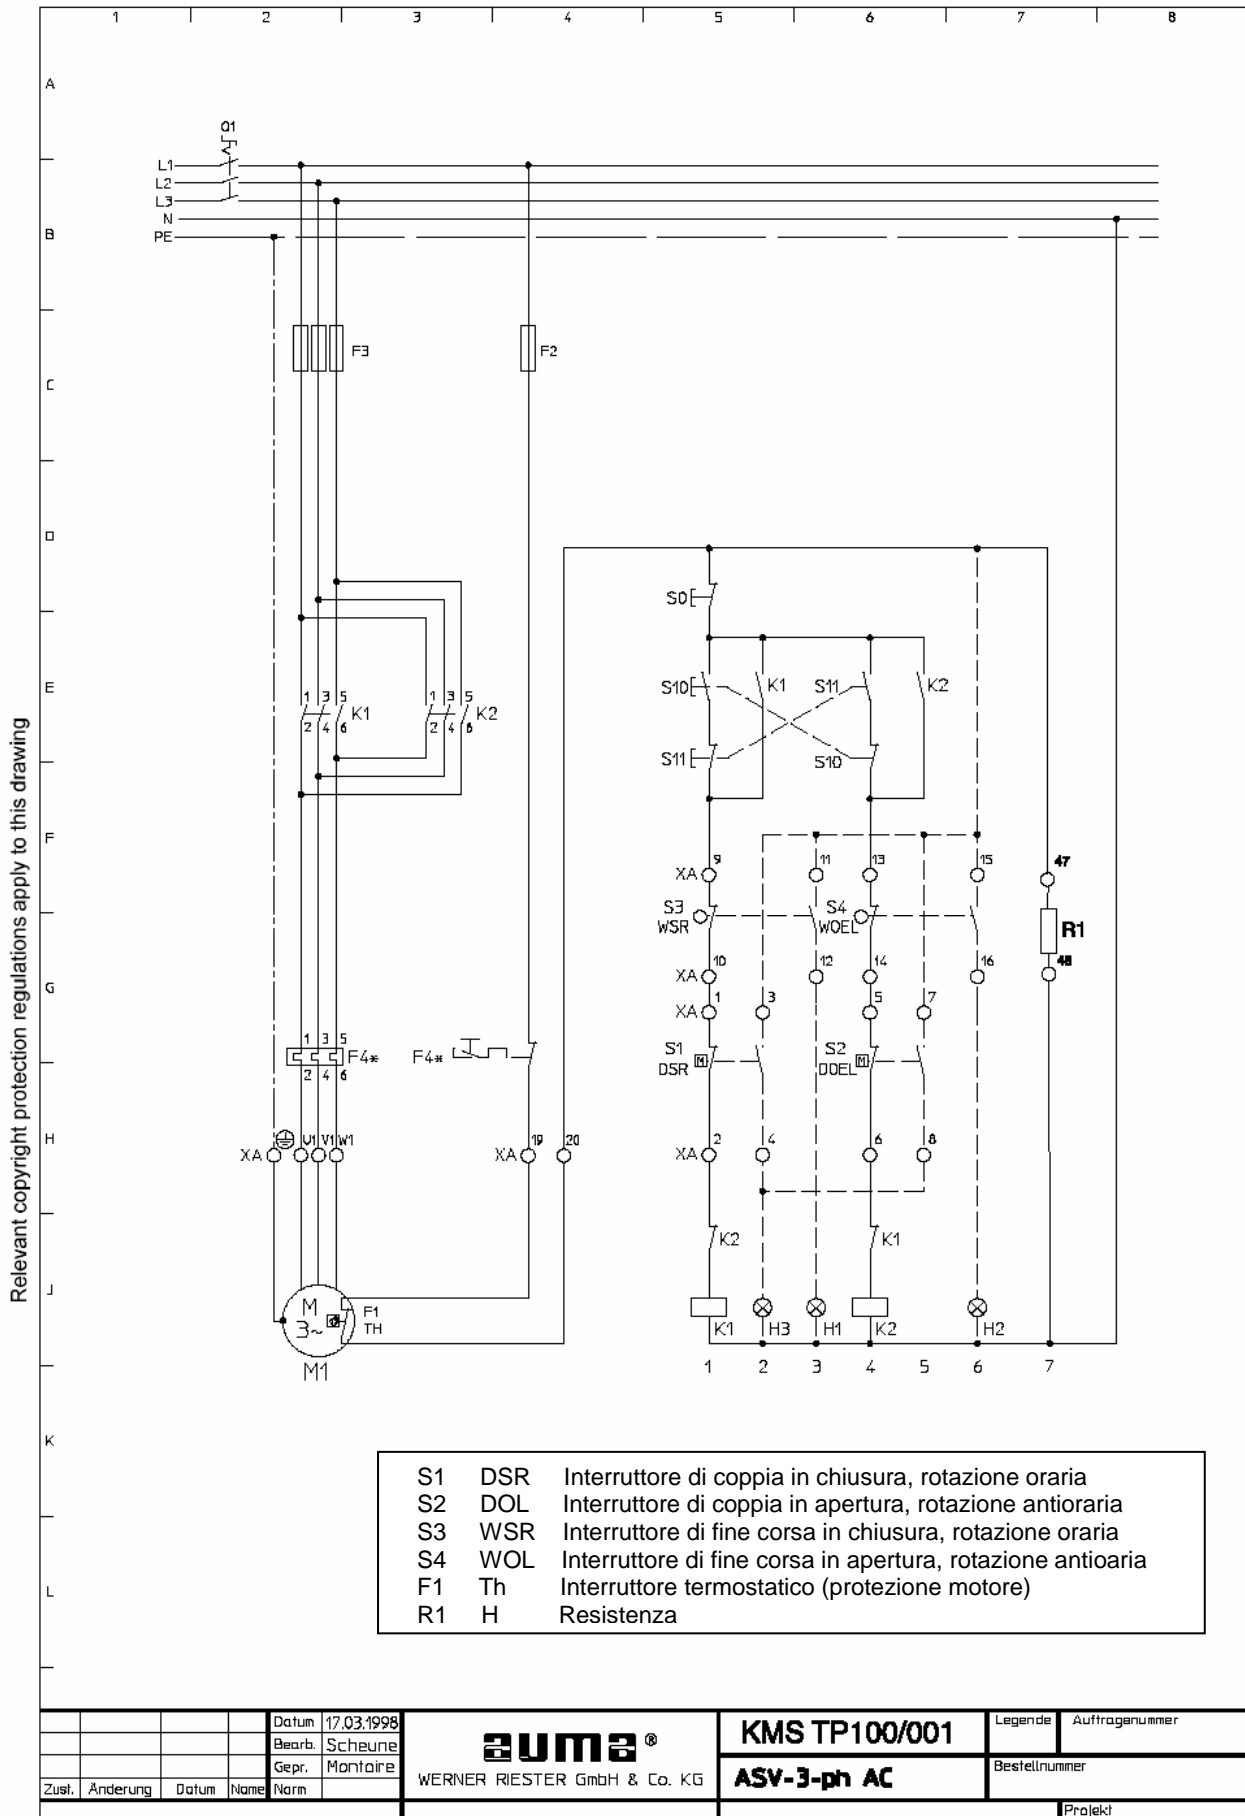 1 2 3 4 5 6 7 8
A
Q1
L1
L2
L3
N
B
PE
F3 F2
C
D
S0
E
S10 K1 S11 K2
1 3 5 K1
2 4 6
1 3 5 K2
2 4 6
S11 S10
F
9 11 13 15 47
XA
S3 S4
WSR WOEL
R1
10 12 14 16 48
XA
G
1 3 5 7
XA
1 3 5
F4* F4*
2 4 6
S1 S2
DSR DOEL
H
U1 V1 W1 19 20 2 4 6 8
XA XA XA
K2 K1
J
M F1
3~ TH
M1
K1 H3 H1 K2 H2
1 2 3 4 5 6 7
K
S1 DSR Interruttore di coppia in chiusura, rotazione oraria
S2 DOL Interruttore di coppia in apertura, rotazione antioraria
S3 WSR Interruttore di fine corsa in chiusura, rotazione oraria
S4 WOL Interruttore di fine corsa in apertura, rotazione antioaria
F1 Th Interruttore termostatico (protezione motore)
R1 H Resistenza
L
Relevant copyright protection regulations apply to this drawing
Datum 17.03.1998
Bearb. Scheune
Gepr. Montoire
Zust. Änderung Datum Name Norm
auma®
WERNER RIESTER GmbH & Co. KG
KMS TP100/001
ASV-3-ph AC
Legende Auftragsnummer
Bestellnummer
Projekt